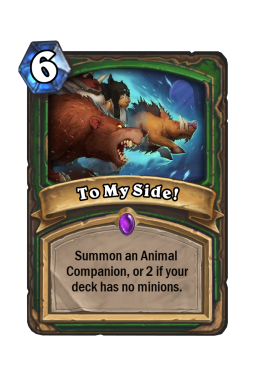 6
To My Side!
Summon an Animal
Companion, or 2 if your
deck has no minions.